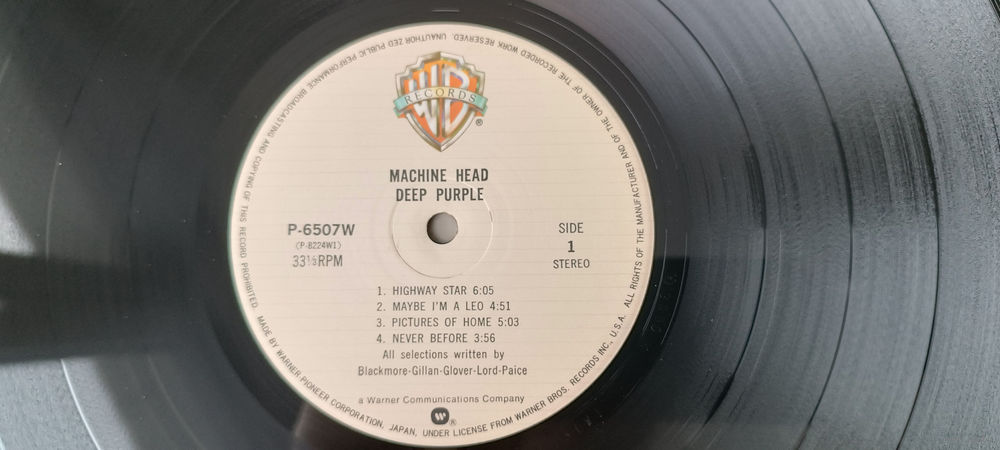 WB
RECORDS
®
MACHINE HEAD
DEEP PURPLE
P-6507W
(P-8224W1)
33⅓RPM
SIDE
1
STEREO
1. HIGHWAY STAR 6:05
2. MAYBE I'M A LEO 4:51
3. PICTURES OF HOME 5:03
4. NEVER BEFORE 3:56
All selections written by
Blackmore-Gillan-Glover-Lord-Paice
a Warner Communications Company
®
MADE BY WARNER-PIONEER CORPORATION, JAPAN, UNDER LICENSE FROM WARNER BROS. RECORDS INC., U.S.A. ALL RIGHTS OF THE MANUFACTURER AND OF THE OWNER OF THE RECORDED WORK RESERVED. UNAUTHORIZED PUBLIC PERFORMANCE BROADCASTING AND COPYING OF THIS RECORD PROHIBITED.